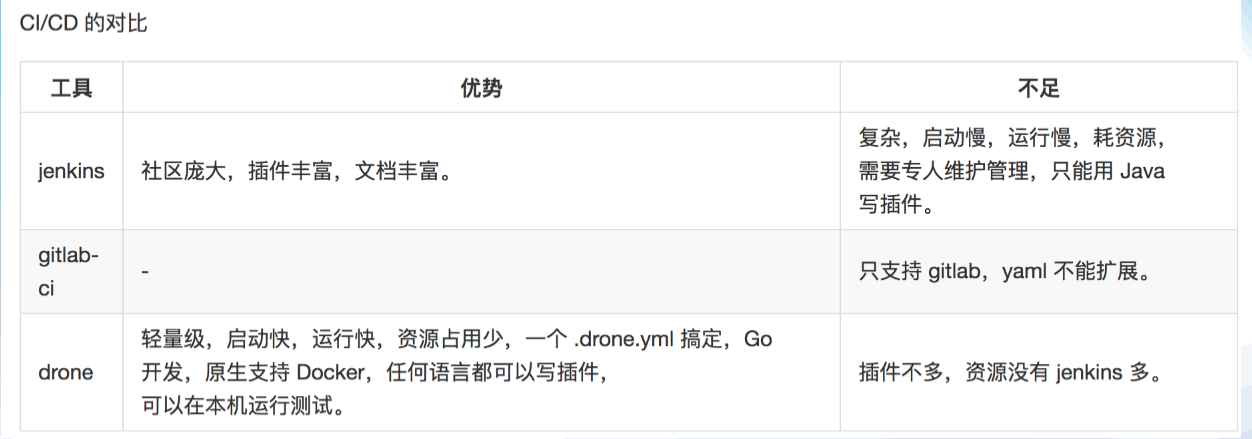 CI/CD 的对比
工具
优势
不足
jenkins
社区庞大，插件丰富，文档丰富。
复杂，启动慢，运行慢，耗资源，
需要专人维护管理，只能用 Java
写插件。
gitlab-
ci
-
只支持 gitlab，yaml 不能扩展。
drone
轻量级，启动快，运行快，资源占用少，一个 .drone.yml 搞定，Go
开发，原生支持 Docker，任何语言都可以写插件，
可以在本机运行测试。
插件不多，资源没有 jenkins 多。